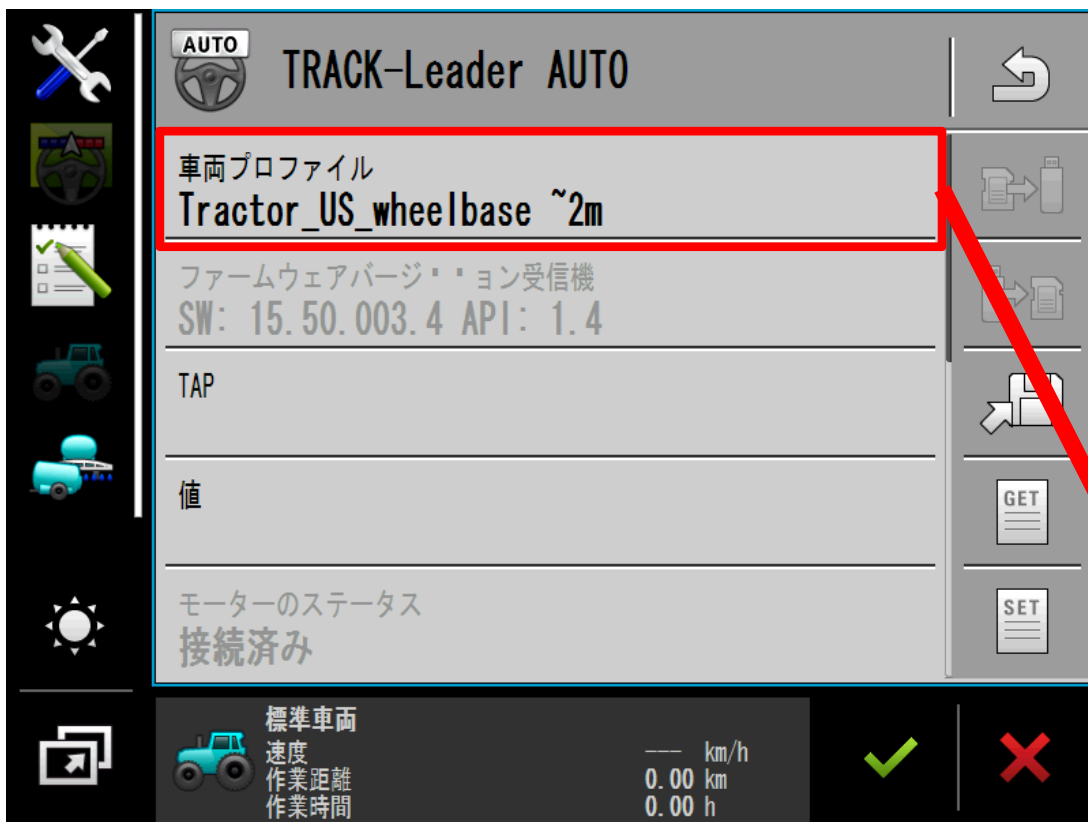 AUTO
TRACK-Leader AUTO
車両プロファイル
Tractor_US_wheelbase ~2m
ファームウェアバージ・・ョン受信機
SW: 15.50.003.4 API: 1.4
TAP
値
GET
モーターのステータス
接続済み
SET
標準車両
速度 --- km/h
作業距離 0.00 km
作業時間 0.00 h